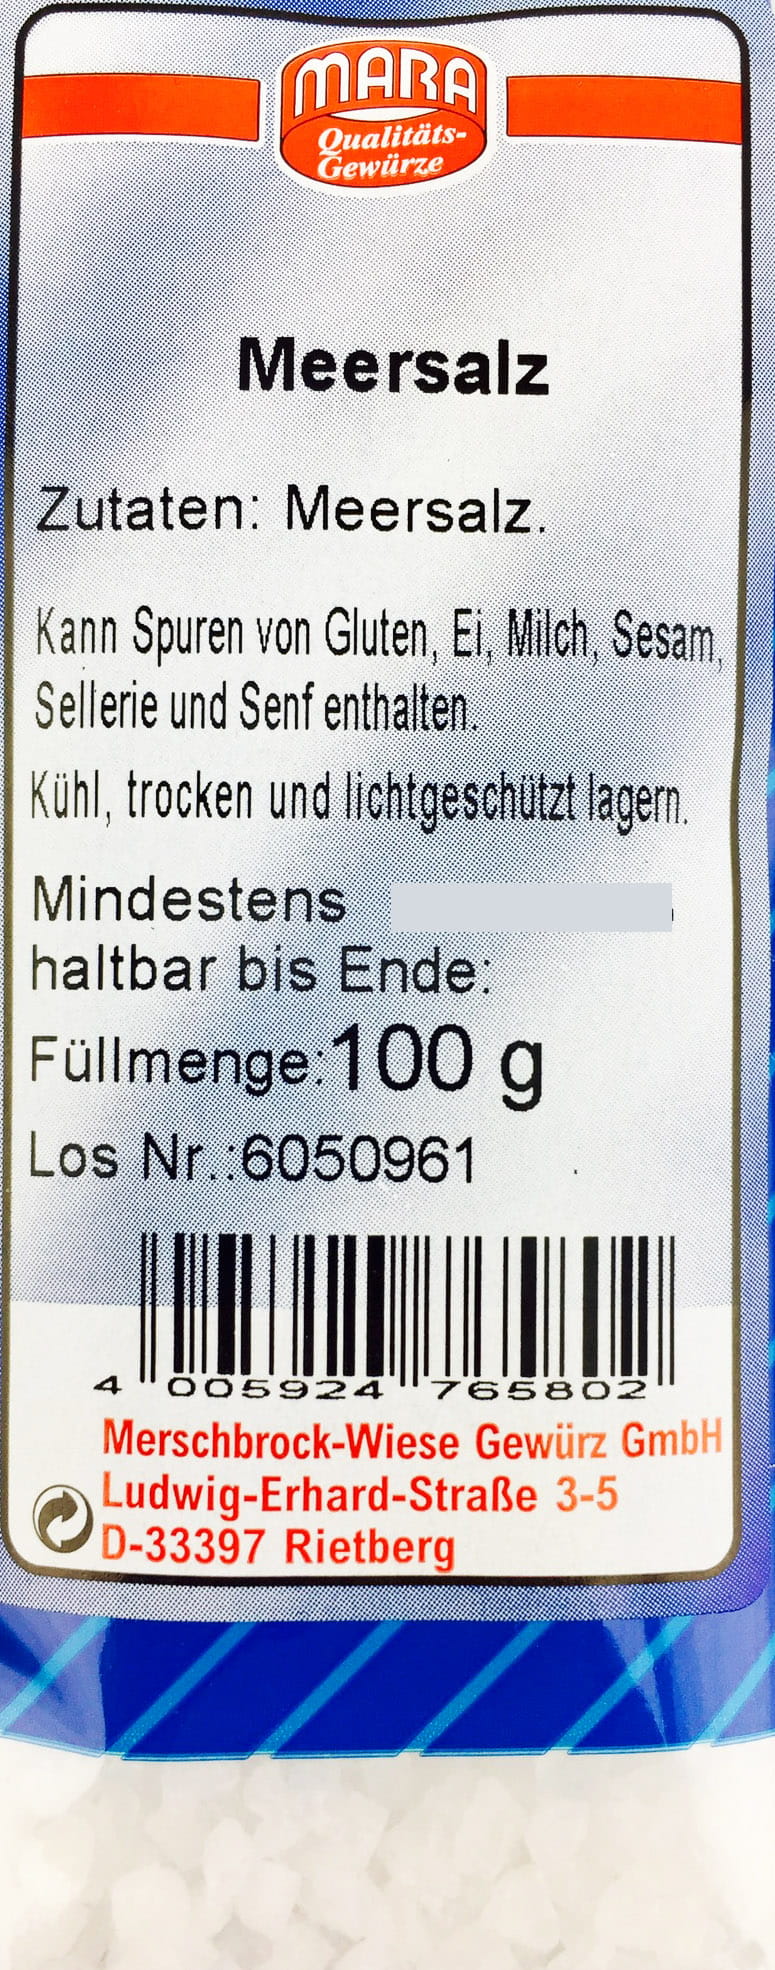 MARA
Qualitäts-
Gewürze
Meersalz
Zutaten: Meersalz.
Kann Spuren von Gluten, Ei, Milch, Sesam,
Sellerie und Senf enthalten.
Kühl, trocken und lichtgeschützt lagern.
Mindestens
haltbar bis Ende:
Füllmenge:100 g
Los Nr.:6050961
4 005924 765802
Merschbrock-Wiese Gewürz GmbH
Ludwig-Erhard-Straße 3-5
D-33397 Rietberg